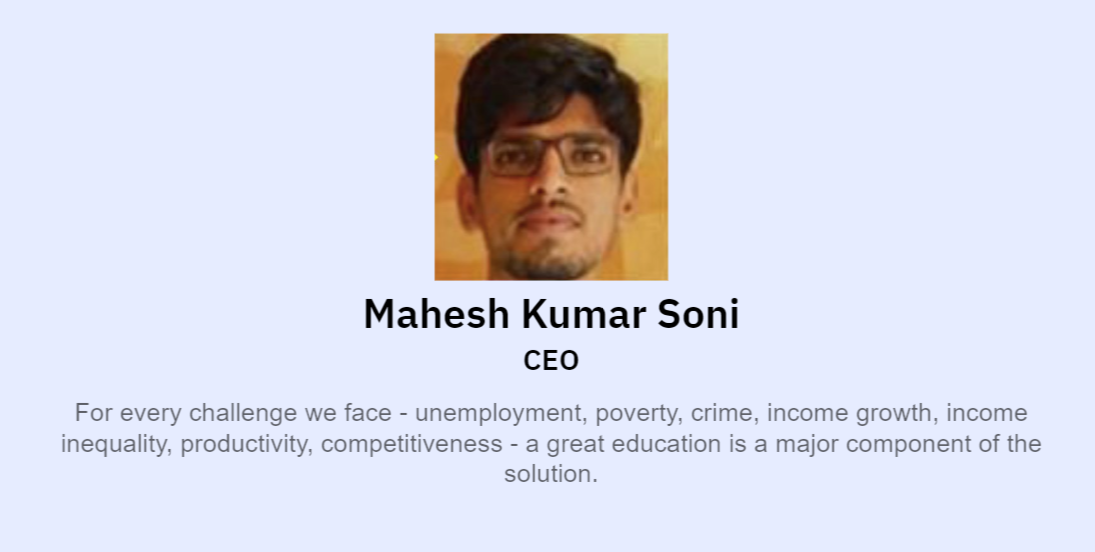 Mahesh Kumar Soni
CEO
For every challenge we face - unemployment, poverty, crime, income growth, income
inequality, productivity, competitiveness - a great education is a major component of the
solution.